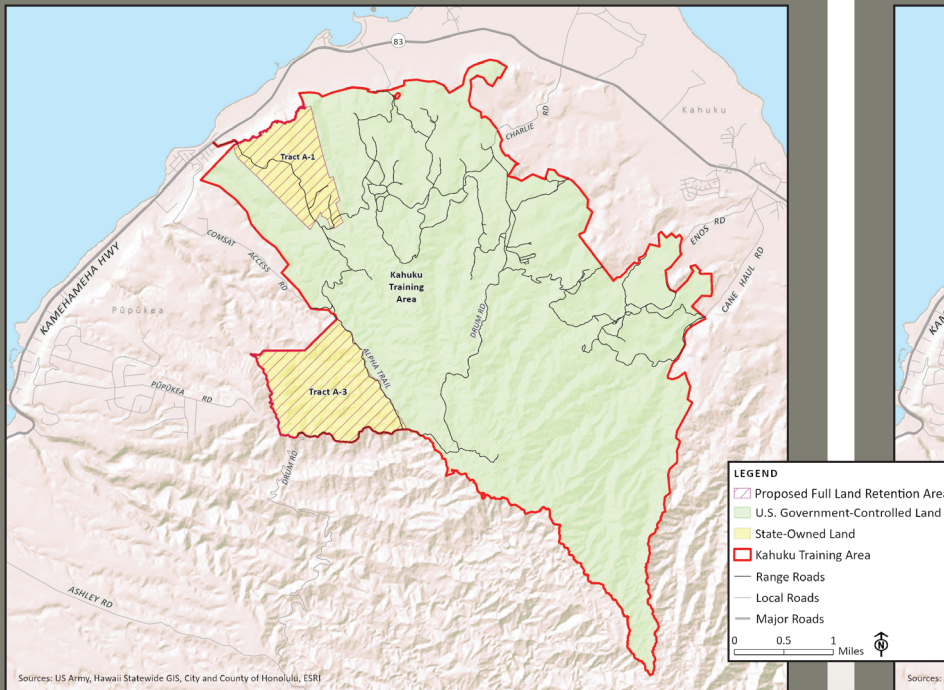 83
Kahuku
CHARLIE RD
Tract A-1
ENOS RD
COMSAT ACCESS RD
CANE HAUL RD
KAMEHAMEHA HWY
Kahuku
Training
Area
Pūpūkea
DRUM RD
ALPHA TRAIL
PŪPŪKEA RD
Tract A-3
DRUM RD
ASHLEY RD
LEGEND
Proposed Full Land Retention Area
U.S. Government-Controlled Land
State-Owned Land
Kahuku Training Area
Range Roads
Local Roads
Major Roads
0 0.5 1
Miles
N
Sources: US Army, Hawaii Statewide GIS, City and County of Honolulu, ESRI
KAM
Sources: